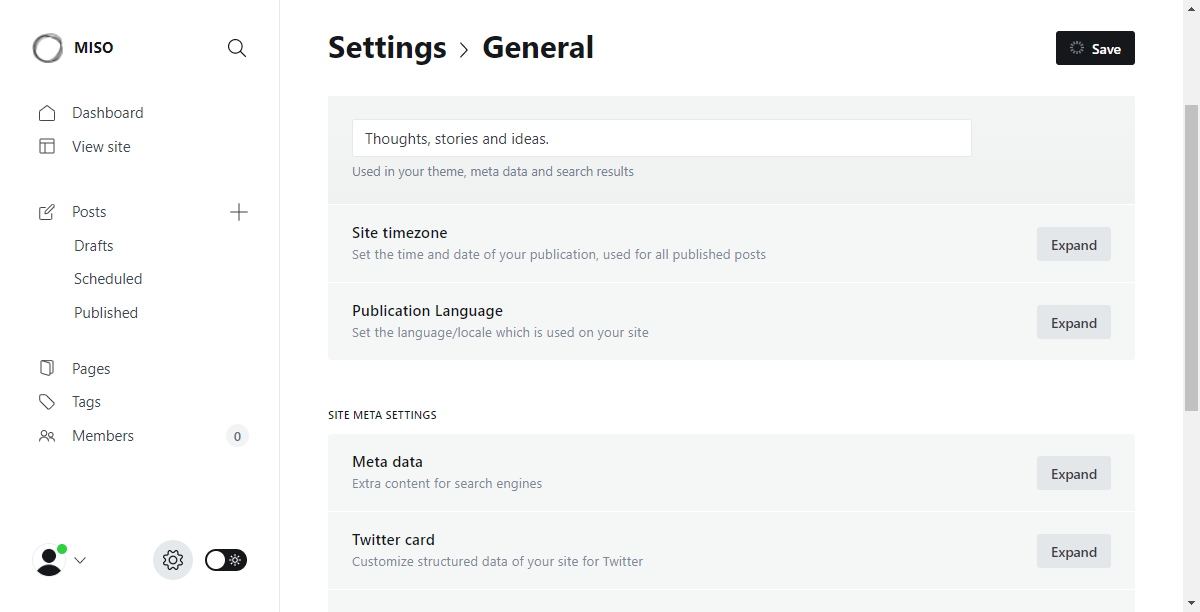 MISO
Dashboard
View site
Posts
Drafts
Scheduled
Published
Pages
Tags
Members
0
Settings
General
Save
Thoughts, stories and ideas.
Used in your theme, meta data and search results
Site timezone
Set the time and date of your publication, used for all published posts
Expand
Publication Language
Set the language/locale which is used on your site
Expand
SITE META SETTINGS
Meta data
Extra content for search engines
Expand
Twitter card
Customize structured data of your site for Twitter
Expand